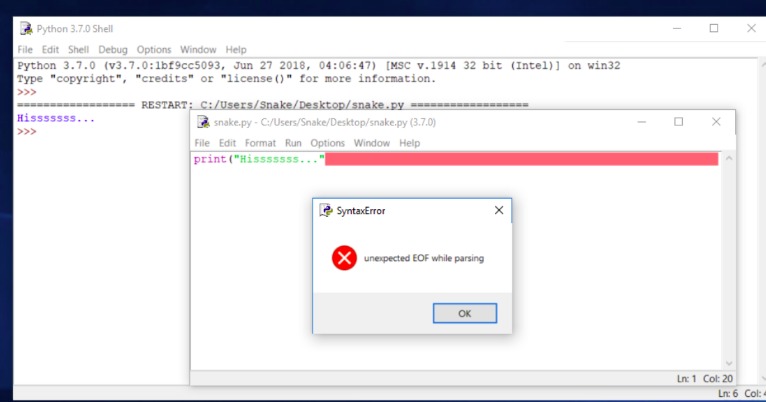 Python 3.7.0 Shell
File Edit Shell Debug Options Window Help
Python 3.7.0 (v3.7.0:1bf9cc5093, Jun 27 2018, 04:06:47) [MSC v.1914 32 bit (Intel)] on win32
Type "copyright", "credits" or "license()" for more information.
>>>
================== RESTART: C:/Users/Snake/Desktop/snake.py ==================
Hisssssss...
>>>
snake.py - C:/Users/Snake/Desktop/snake.py (3.7.0)
File Edit Format Run Options Window Help
print("Hisssssss..."
SyntaxError
unexpected EOF while parsing
OK
Ln: 1 Col: 20
Ln: 6 Col: 4